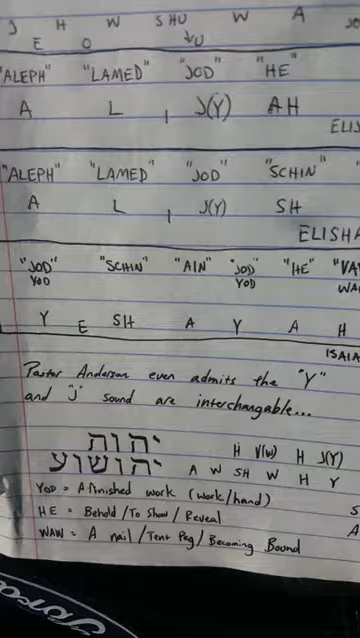 J H W SHU W A
E O U
"ALEPH" "LAMED" "JOD" "HE"
A L I J(Y) AH
"ALEPH" "LAMED" "JOD" "SCHIN"
A L I J(Y) SH
"JOD" "SCHIN" "AIN" "JOD" "HE"
YOD YOD
Y E SH A Y A H
Pastor Anderson even admits the "Y"
and "J" sound are interchangable...
יהוה H V(W) H J(Y)
יהושוע A W SH W H Y
YOD = A finished work (work/hand)
HE = Behold/To Show/Reveal
WAW = A nail/Tent Peg/Becoming Bound